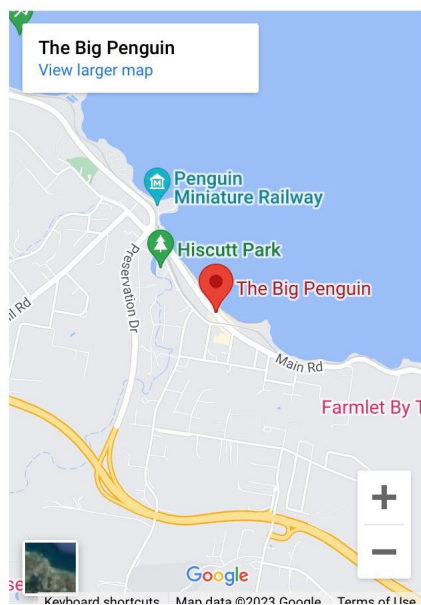 The Big Penguin
View larger map
Penguin
Miniature Railway
Hiscutt Park
The Big Penguin
Preservation Dr
Rd
Main Rd
Farmlet By
Google
Keyboard shortcuts
Map data ©2023 Google
Terms of Use